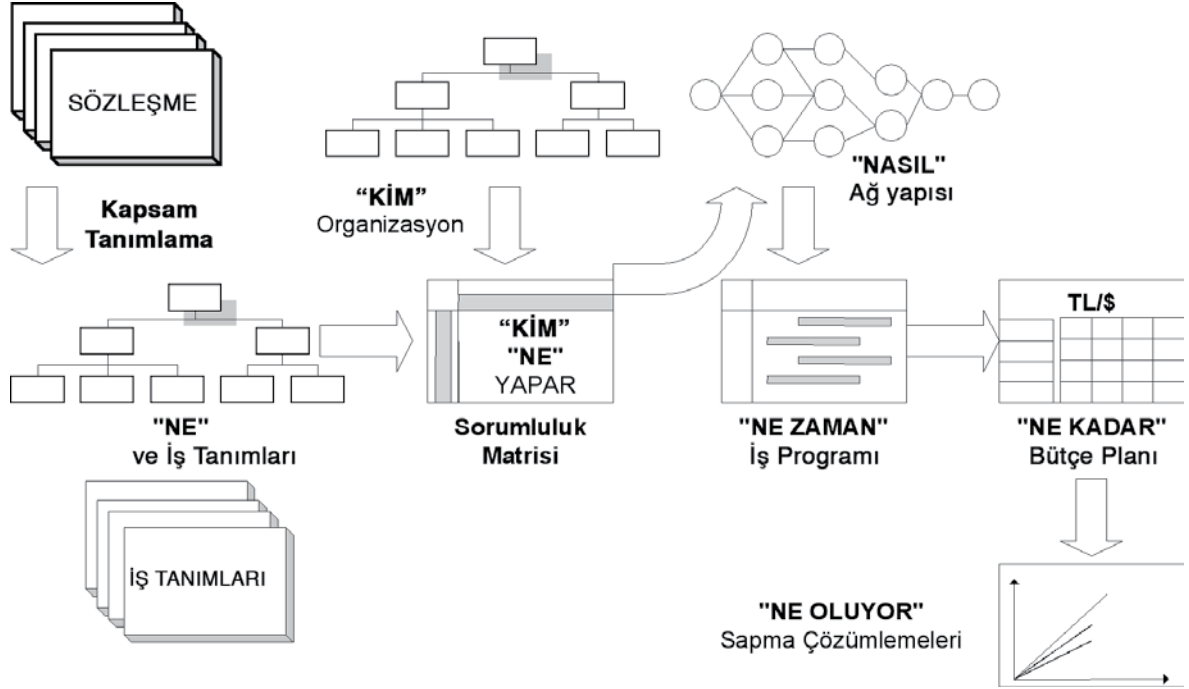 SÖZLEŞME
Kapsam
Tanımlama
“KİM”
Organizasyon
"NASIL"
Ağ yapısı
"NE"
ve İş Tanımları
İŞ TANIMLARI
“KİM”
"NE"
YAPAR
Sorumluluk
Matrisi
"NE ZAMAN"
İş Programı
TL/$
"NE KADAR"
Bütçe Planı
"NE OLUYOR"
Sapma Çözümlemeleri